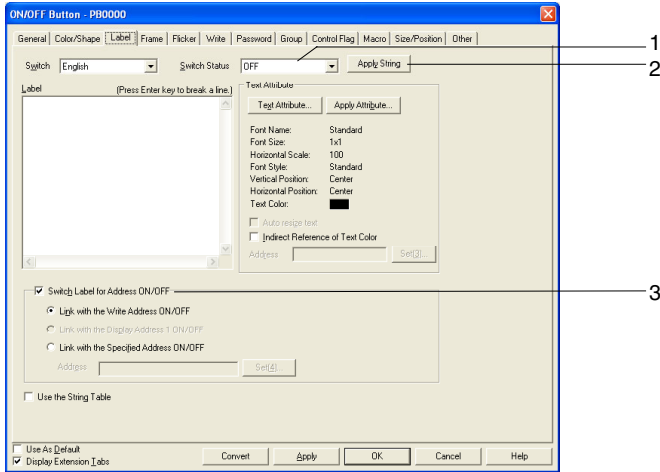 ON/OFF Button - PB0000
General Color/Shape Label Frame Flicker Write Password Group Control Flag Macro Size/Position Other
1
Switch English Switch Status OFF Apply String
2
Label (Press Enter key to break a line.)
Text Attribute
Text Attribute... Apply Attribute...
Font Name: Standard
Font Size: 1x1
Horizontal Scale: 100
Font Style: Standard
Vertical Position: Center
Horizontal Position: Center
Text Color:
Auto resize text
Indirect Reference of Text Color
Address Set(3)...
Switch Label for Address ON/OFF
3
Link with the Write Address ON/OFF
Link with the Display Address 1 ON/OFF
Link with the Specified Address ON/OFF
Address Set(4)...
Use the String Table
Use As Default
Display Extension Tabs
Convert Apply OK Cancel Help